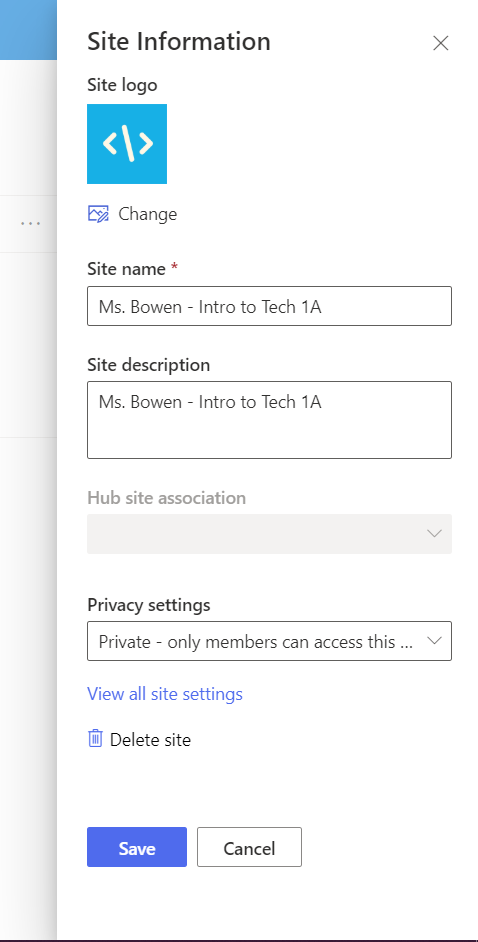 Site Information
Site logo
</>
Change
Site name *
Ms. Bowen - Intro to Tech 1A
Site description
Ms. Bowen - Intro to Tech 1A
Hub site association
Privacy settings
Private - only members can access this ...
View all site settings
Delete site
Save
Cancel